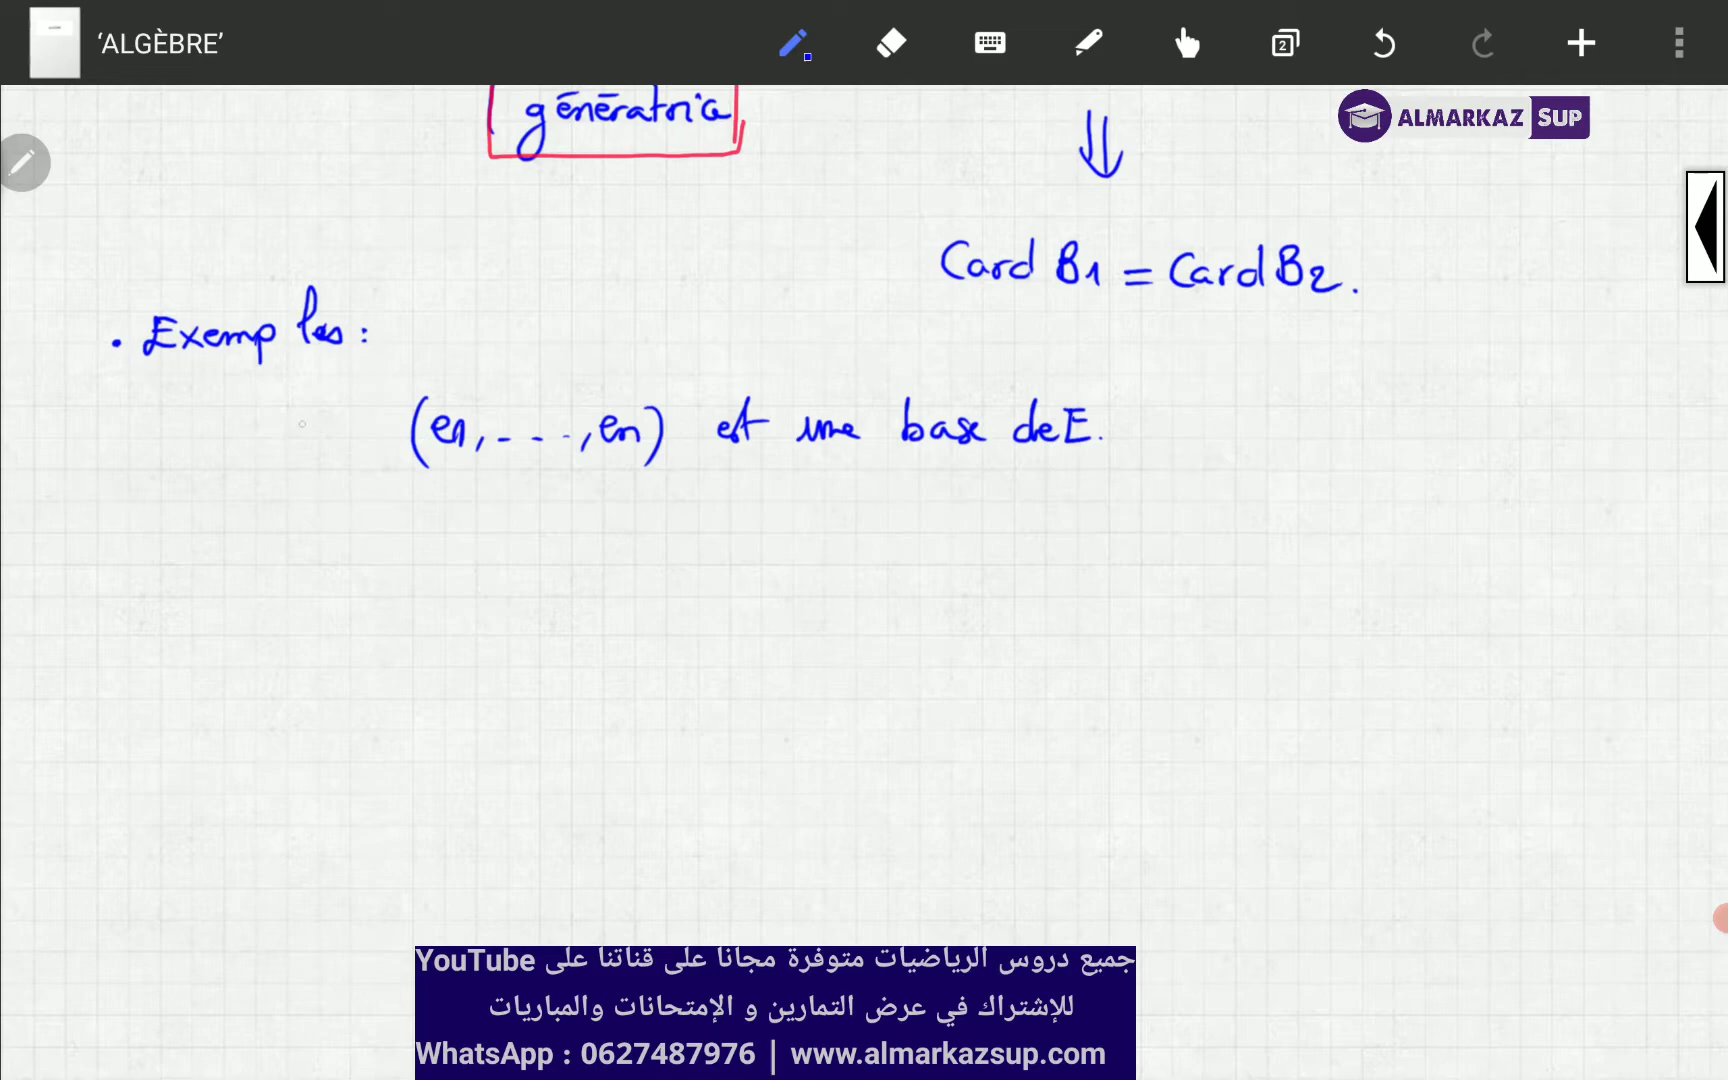 ‘ALGÈBRE’
2
génératrice
ALMARKAZ SUP
Card B1 = Card B2.
. Exemples :
(e1, - - -, en) est une base de E.
جميع دروس الرياضيات متوفرة مجانا على قناتنا على YouTube
للإشتراك في عرض التمارين و الإمتحانات والمباريات
WhatsApp : 0627487976 | www.almarkazsup.com